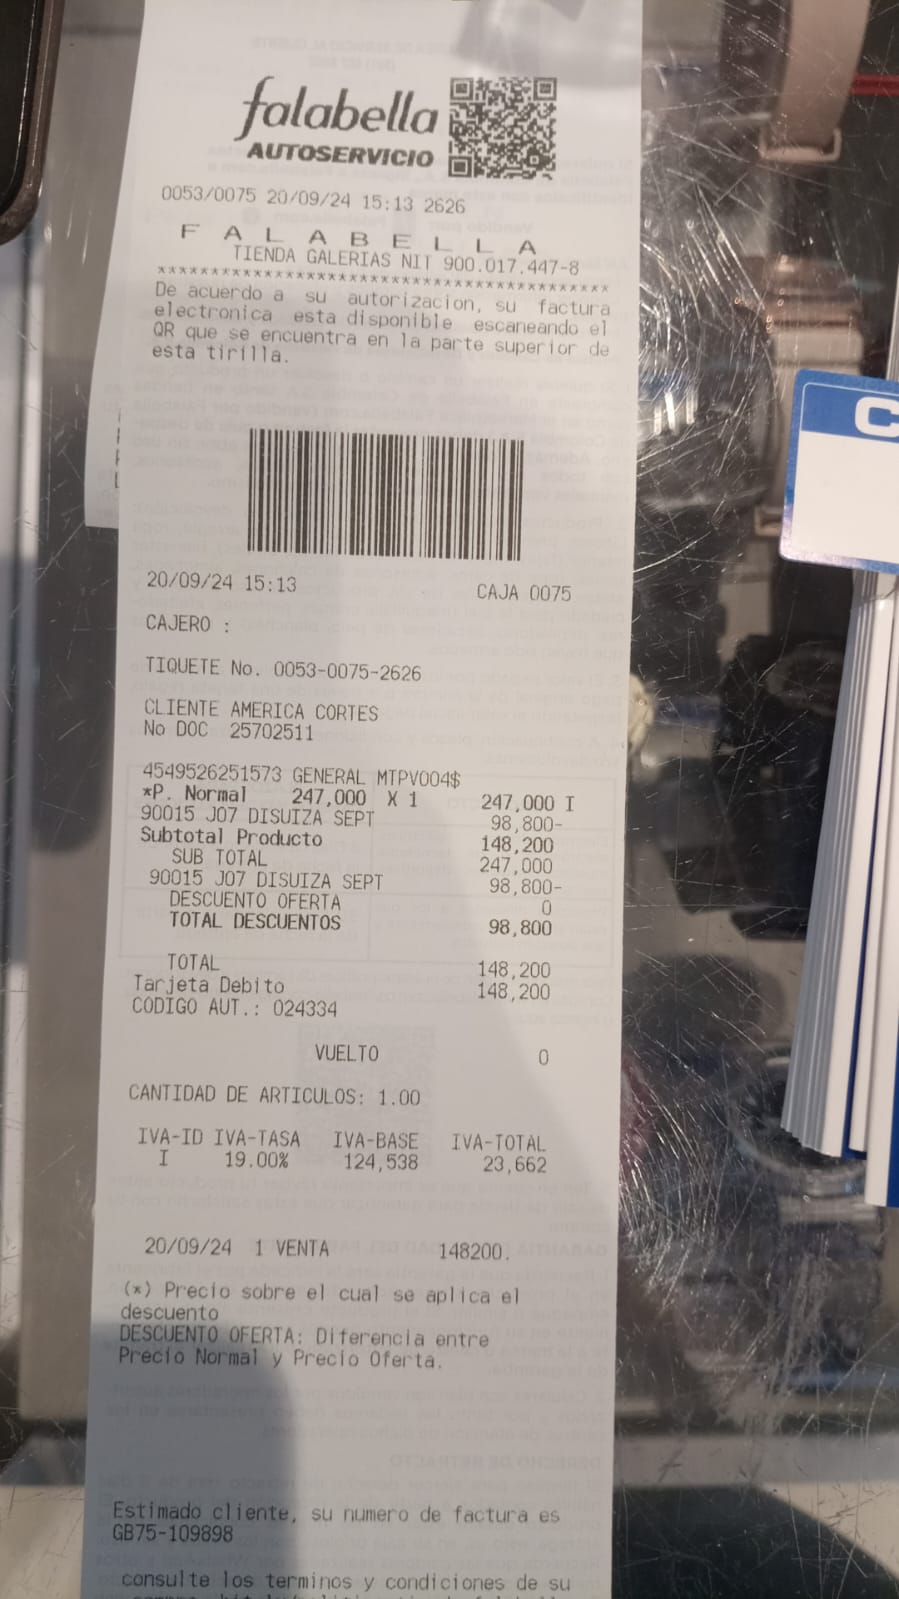 falabella
AUTOSERVICIO
0053/0075 20/09/24 15:13 2626
F A L A B E L L A
TIENDA GALERIAS NIT 900.017.447-8
******************************************
De acuerdo a su autorizacion, su factura
electronica esta disponible escaneando el
QR que se encuentra en la parte superior de
esta tirilla.
20/09/24 15:13 CAJA 0075
CAJERO :
TIQUETE No. 0053-0075-2626
CLIENTE AMERICA CORTES
No DOC 25702511
4549526251573 GENERAL MTPV004$
*P. Normal 247,000 X 1 247,000 I
90015 J07 DISUIZA SEPT 98,800-
Subtotal Producto 148,200
SUB TOTAL 247,000
90015 J07 DISUIZA SEPT 98,800-
DESCUENTO OFERTA 0
TOTAL DESCUENTOS 98,800
TOTAL 148,200
Tarjeta Debito 148,200
CODIGO AUT.: 024334
VUELTO 0
CANTIDAD DE ARTICULOS: 1.00
IVA-ID IVA-TASA IVA-BASE IVA-TOTAL
I 19.00% 124,538 23,662
20/09/24 1 VENTA 148200.
(*) Precio sobre el cual se aplica el
descuento
DESCUENTO OFERTA: Diferencia entre
Precio Normal y Precio Oferta.
Estimado cliente, su numero de factura es
GB75-109898
consulte los terminos y condiciones de su
C